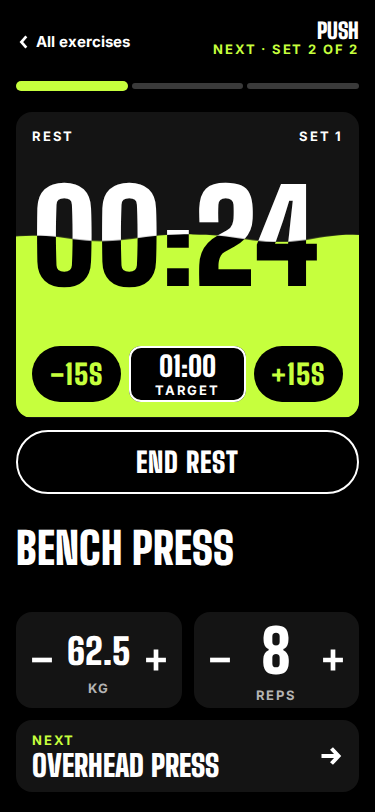 All exercises
PUSH
NEXT · SET 2 OF 2
REST
SET 1
00:24
−15S
01:00
TARGET
+15S
END REST
BENCH PRESS
− 62.5 +
KG
− 8 +
REPS
NEXT
OVERHEAD PRESS